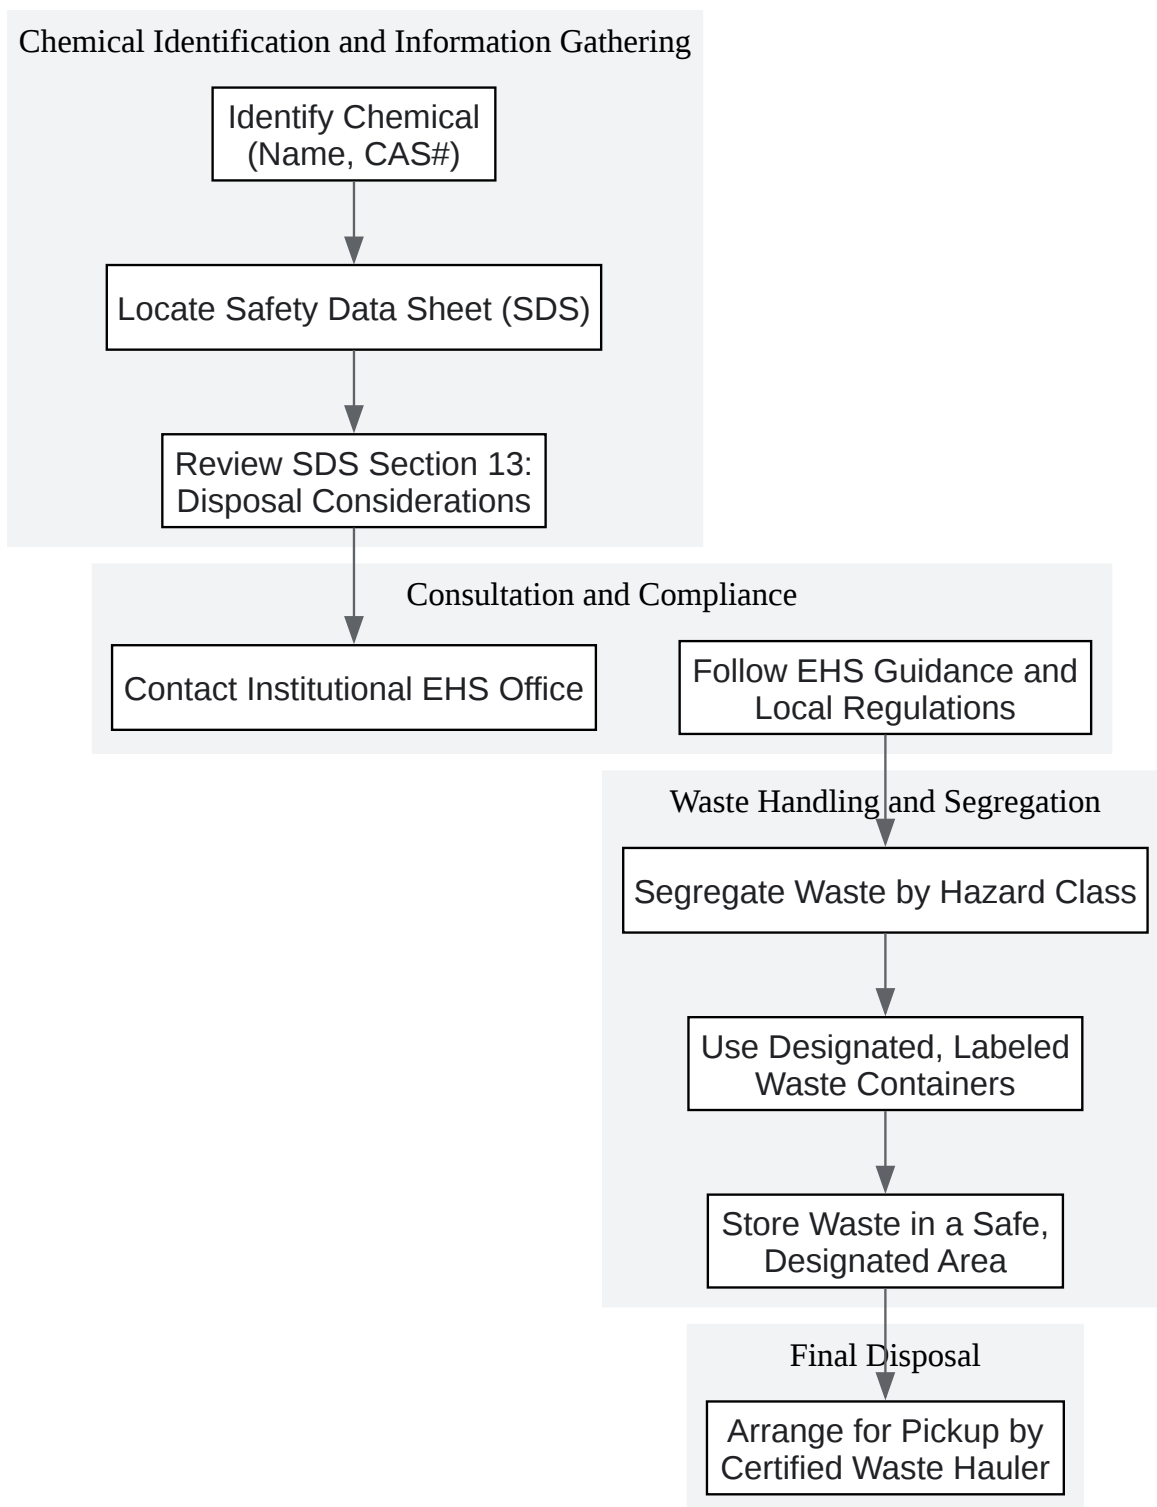 Chemical Identification and Information Gathering
Identify Chemical
(Name, CAS#)
Locate Safety Data Sheet (SDS)
Review SDS Section 13:
Disposal Considerations
Consultation and Compliance
Contact Institutional EHS Office
Follow EHS Guidance and
Local Regulations
Waste Handling and Segregation
Segregate Waste by Hazard Class
Use Designated, Labeled
Waste Containers
Store Waste in a Safe,
Designated Area
Final Disposal
Arrange for Pickup by
Certified Waste Hauler